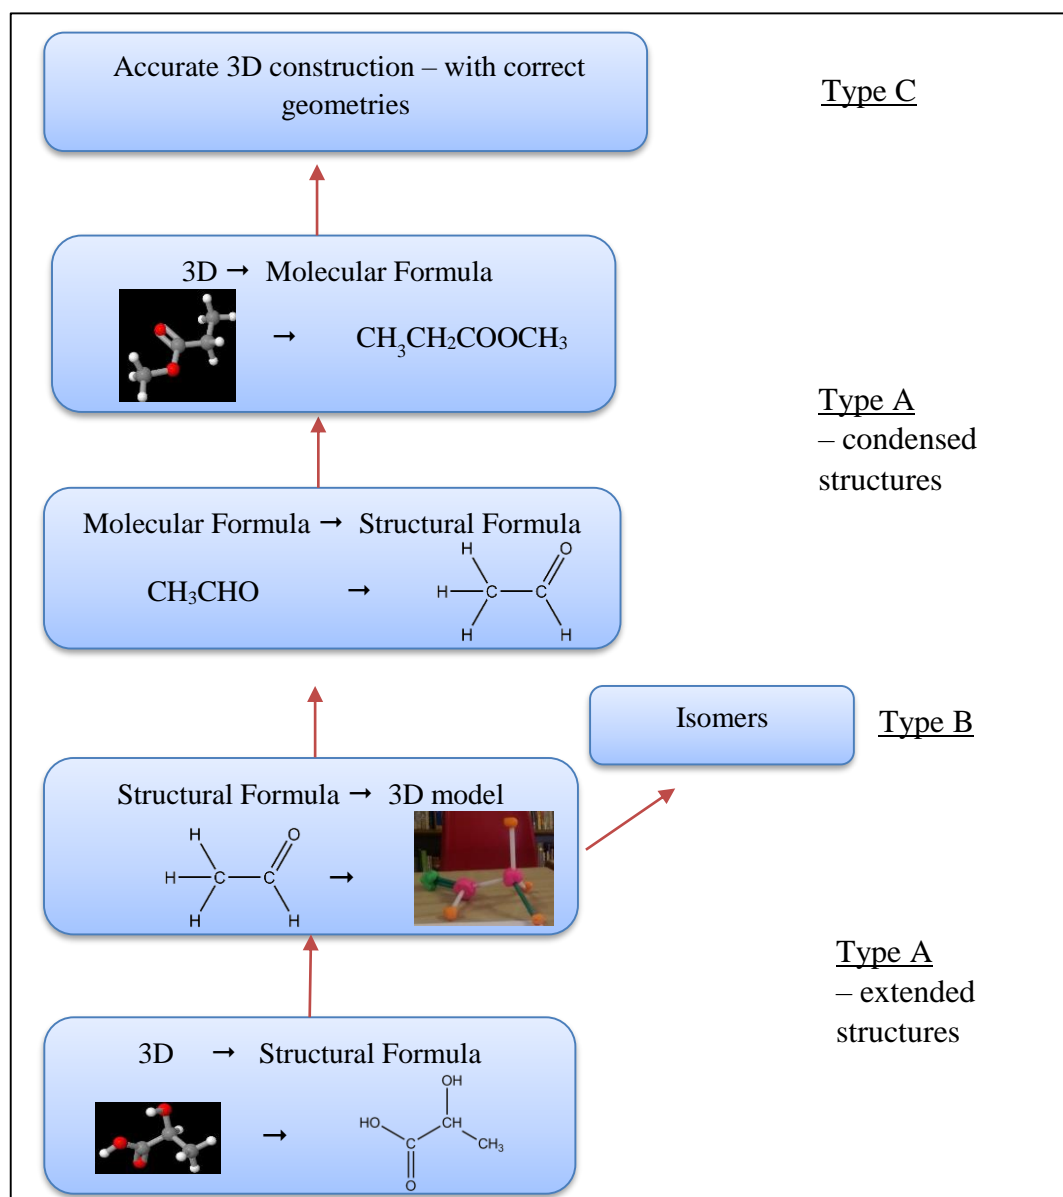 Accurate 3D construction – with correct
geometries
Type C
3D → Molecular Formula
→ CH₃CH₂COOCH₃
Type A
– condensed
structures
Molecular Formula → Structural Formula
CH₃CHO →
H O
H C C
H H
Isomers
Type B
Structural Formula → 3D model
H O
H C C →
H H
Type A
– extended
structures
3D → Structural Formula
→
OH
HO CH
C CH₃
O